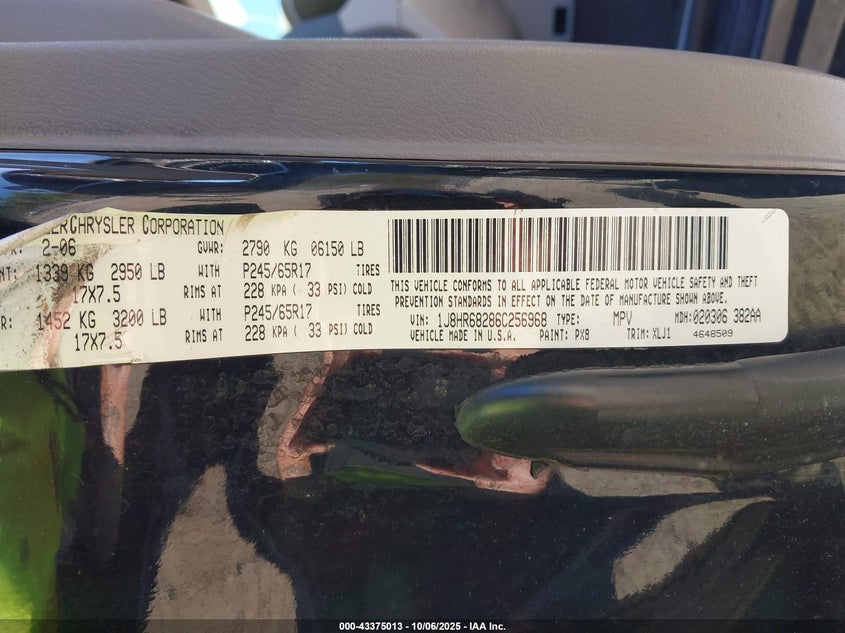 CHRYSLER CORPORATION
2-06 GVWR: 2790 KG 06150 LB
1339 KG 2950 LB WITH P245/65R17 TIRES
17X7.5 RIMS AT 228 KPA ( 33 PSI) COLD
1452 KG 3200 LB WITH P245/65R17 TIRES
17X7.5 RIMS AT 228 KPA ( 33 PSI) COLD
THIS VEHICLE CONFORMS TO ALL APPLICABLE FEDERAL MOTOR VEHICLE SAFETY AND THEFT
PREVENTION STANDARDS IN EFFECT ON THE DATE OF MANUFACTURE SHOWN ABOVE.
VIN: 1J8HR68286C256968 TYPE: MPV MDH: 020306 382AA
VEHICLE MADE IN U.S.A. PAINT: PX8 TRIM: XLJ1 4648509
000-43375013 - 10/06/2025 - IAA Inc.